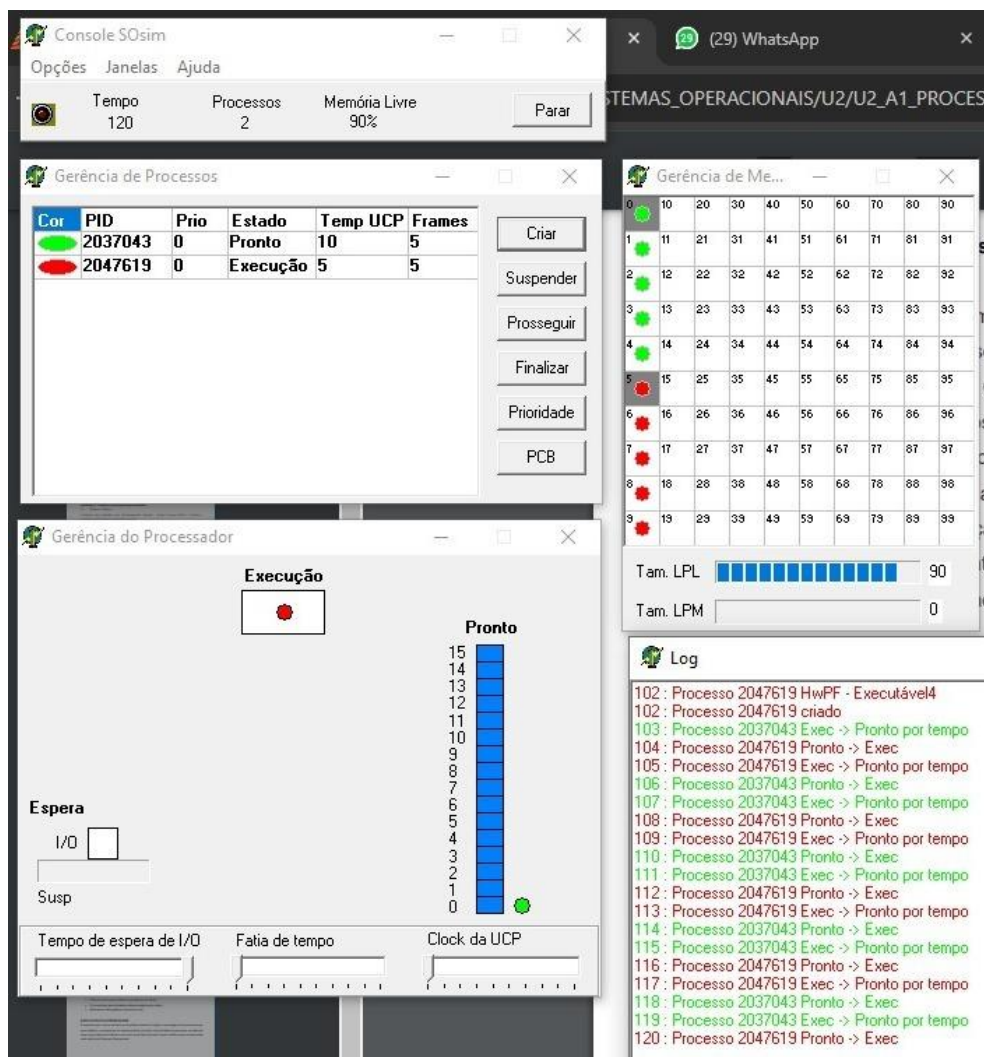 Console SOsim
Opções Janelas Ajuda
Tempo Processos Memória Livre
120 2 90%
Parar
29 (29) WhatsApp
STEMAS_OPERACIONAIS/U2/U2_A1_PROCES
Gerência de Processos
Cor PID Prio Estado Temp UCP Frames
2037043 0 Pronto 10 5
2047619 0 Execução 5 5
Criar
Suspender
Prosseguir
Finalizar
Prioridade
PCB
Gerência de Me...
0 10 20 30 40 50 60 70 80 90
1 11 21 31 41 51 61 71 81 91
2 12 22 32 42 52 62 72 82 92
3 13 23 33 43 53 63 73 83 93
4 14 24 34 44 54 64 74 84 94
5 15 25 35 45 55 65 75 85 95
6 16 26 36 46 56 66 76 86 96
7 17 27 37 47 57 67 77 87 97
8 18 28 38 48 58 68 78 88 98
9 19 29 39 49 59 69 79 89 99
Tam. LPL 90
Tam. LPM 0
Gerência do Processador
Execução
Pronto
15
14
13
12
11
10
9
8
7
6
5
4
3
2
1
0
Espera
I/O
Susp
Tempo de espera de I/O Fatia de tempo Clock da UCP
Log
102 : Processo 2047619 HwPF - Executável4
102 : Processo 2047619 criado
103 : Processo 2037043 Exec -> Pronto por tempo
104 : Processo 2047619 Pronto -> Exec
105 : Processo 2047619 Exec -> Pronto por tempo
106 : Processo 2037043 Pronto -> Exec
107 : Processo 2037043 Exec -> Pronto por tempo
108 : Processo 2047619 Pronto -> Exec
109 : Processo 2047619 Exec -> Pronto por tempo
110 : Processo 2037043 Pronto -> Exec
111 : Processo 2037043 Exec -> Pronto por tempo
112 : Processo 2047619 Pronto -> Exec
113 : Processo 2047619 Exec -> Pronto por tempo
114 : Processo 2037043 Pronto -> Exec
115 : Processo 2037043 Exec -> Pronto por tempo
116 : Processo 2047619 Pronto -> Exec
117 : Processo 2047619 Exec -> Pronto por tempo
118 : Processo 2037043 Pronto -> Exec
119 : Processo 2037043 Exec -> Pronto por tempo
120 : Processo 2047619 Pronto -> Exec